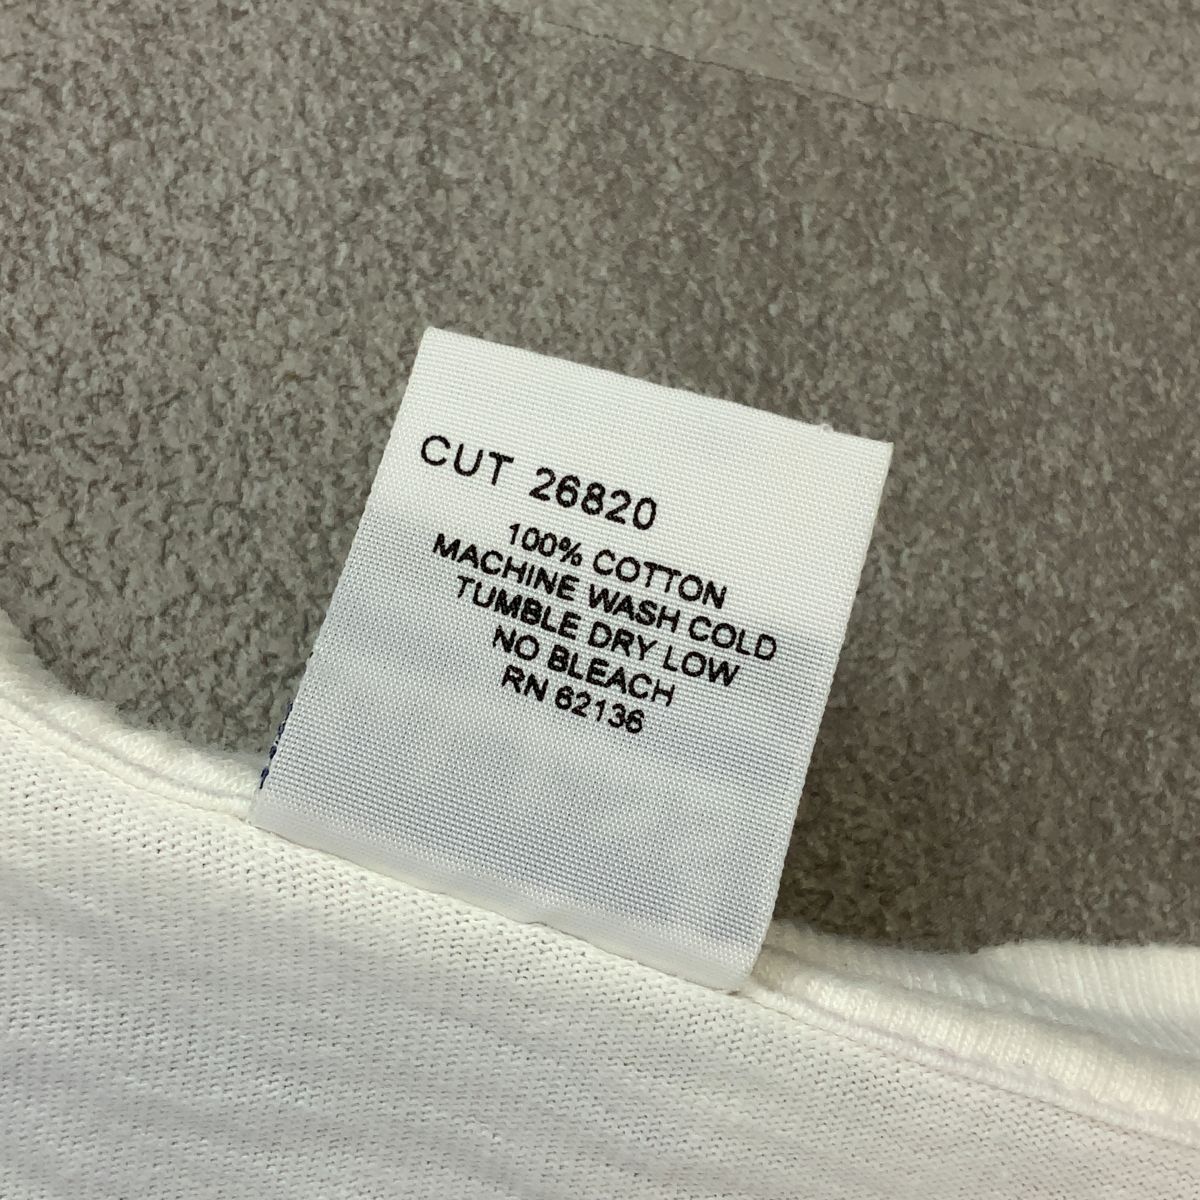 CUT 26820
100% COTTON
MACHINE WASH COLD
TUMBLE DRY LOW
NO BLEACH
RN 62136